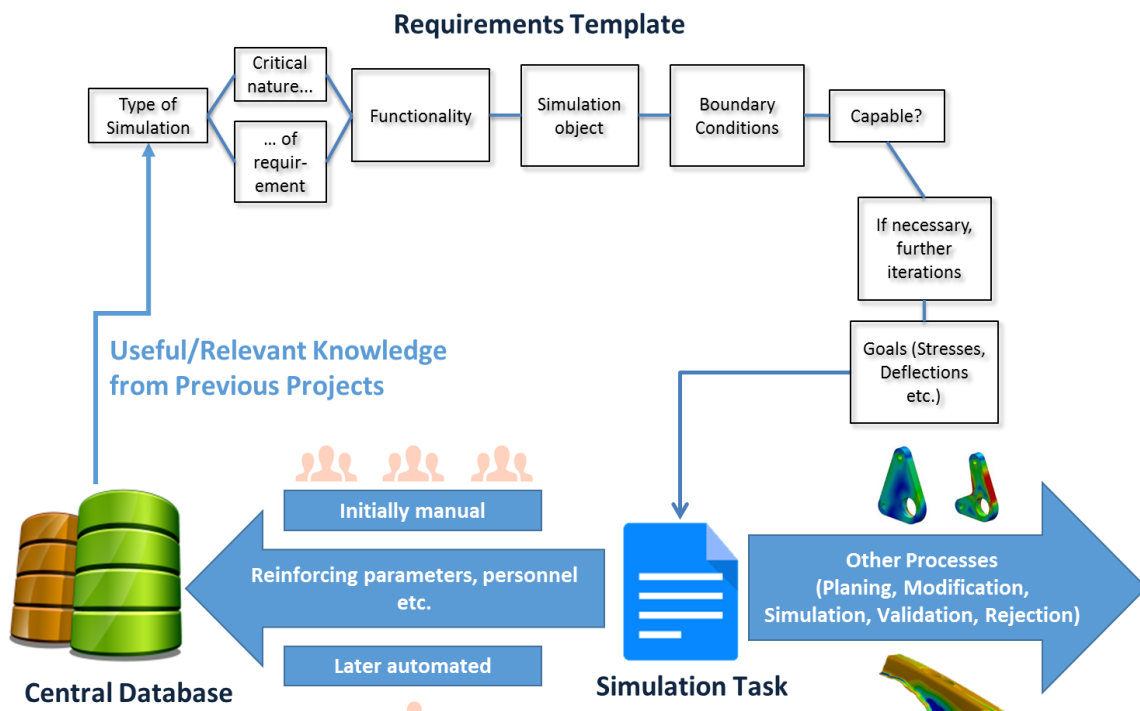 Requirements Template
Type of
Simulation
Critical
nature...
... of
requir-
ement
Functionality
Simulation
object
Boundary
Conditions
Capable?
If necessary,
further
iterations
Goals (Stresses,
Deflections
etc.)
Useful/Relevant Knowledge
from Previous Projects
Initially manual
Reinforcing parameters, personnel
etc.
Later automated
Other Processes
(Planing, Modification,
Simulation, Validation, Rejection)
Central Database
Simulation Task